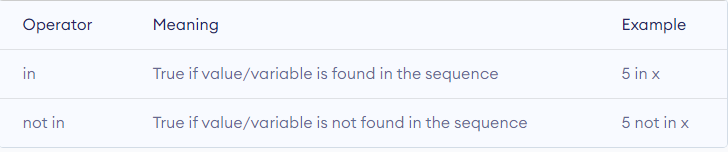 Operator Meaning Example
in True if value/variable is found in the sequence 5 in x
not in True if value/variable is not found in the sequence 5 not in x